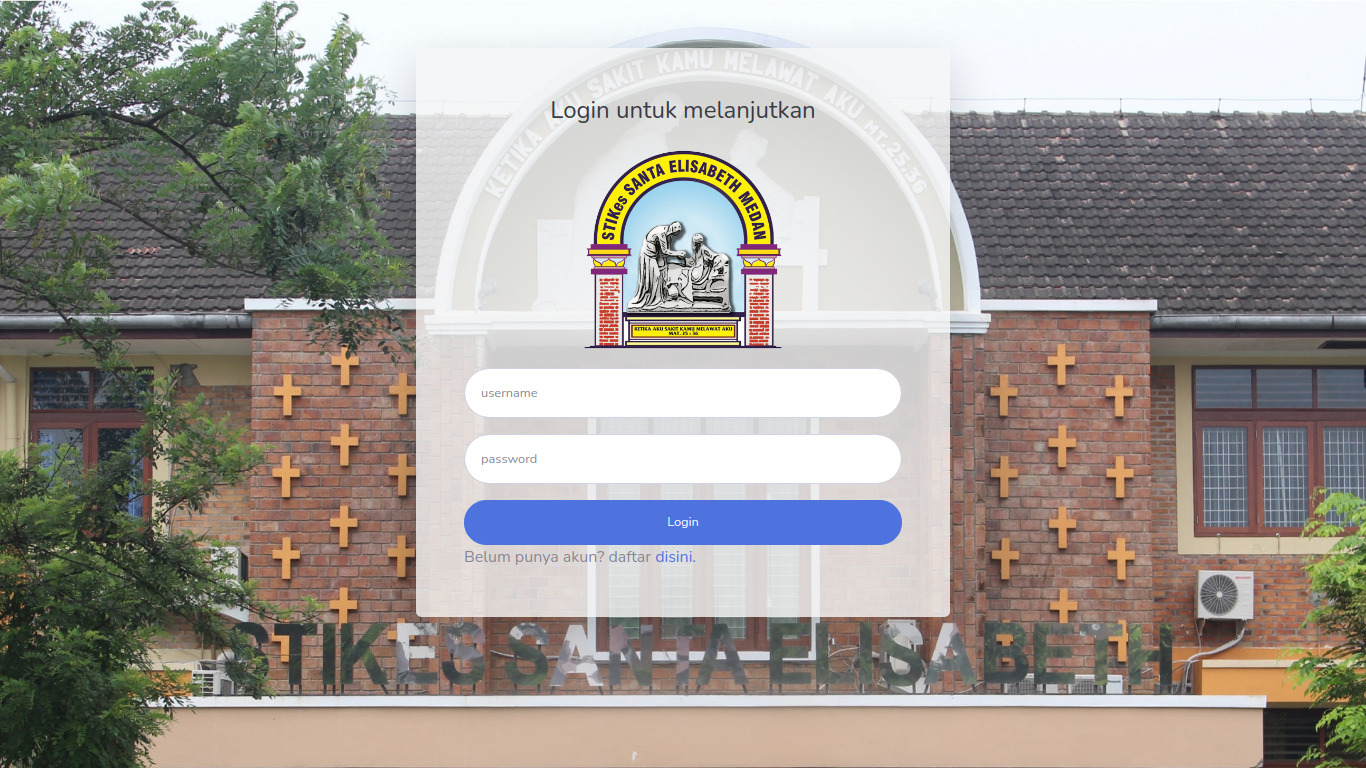 KETIKA AKU SAKIT KAMU MELAWAT AKU MT.25:36
Login untuk melanjutkan
STIKes SANTA ELISABETH MEDAN
KETIKA AKU SAKIT KAMU MELAWAT AKU
MAT. 25 : 36
username
password
Login
Belum punya akun? daftar disini.
STIKES SANTA ELISABETH